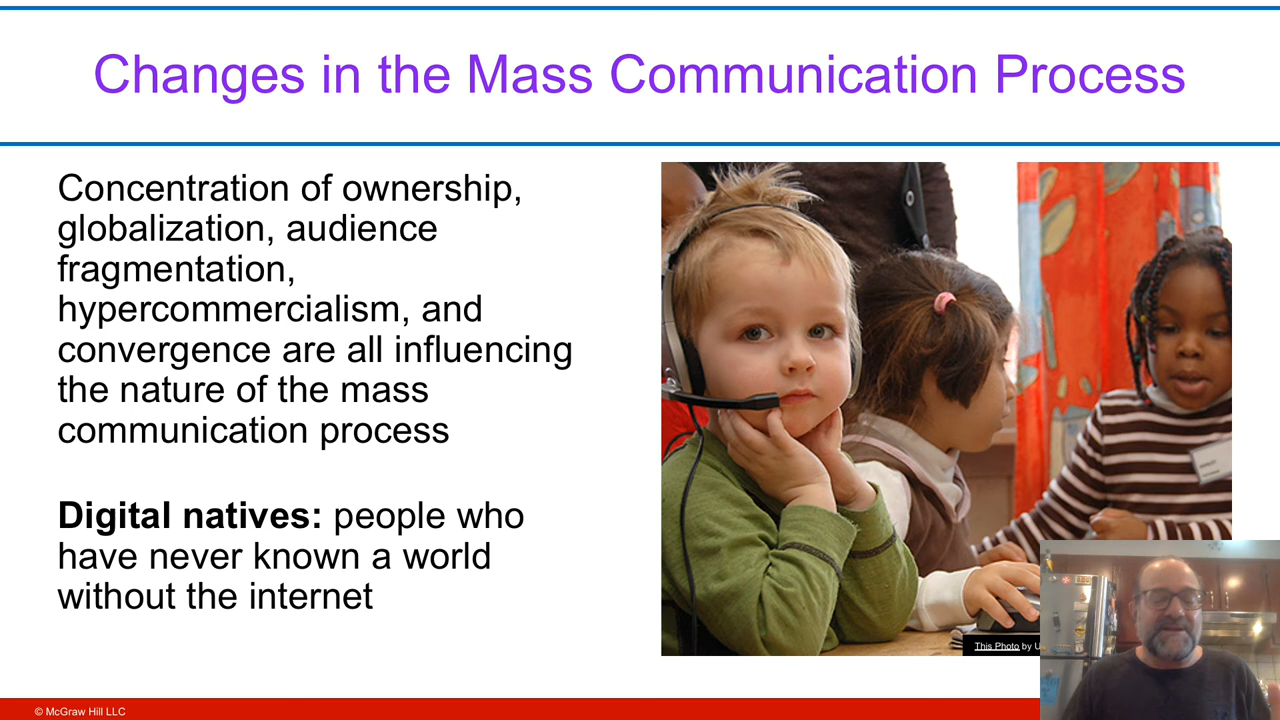 Changes in the Mass Communication Process
Concentration of ownership,
globalization, audience
fragmentation,
hypercommercialism, and
convergence are all influencing
the nature of the mass
communication process
Digital natives: people who
have never known a world
without the internet
This Photo by
© McGraw Hill LLC